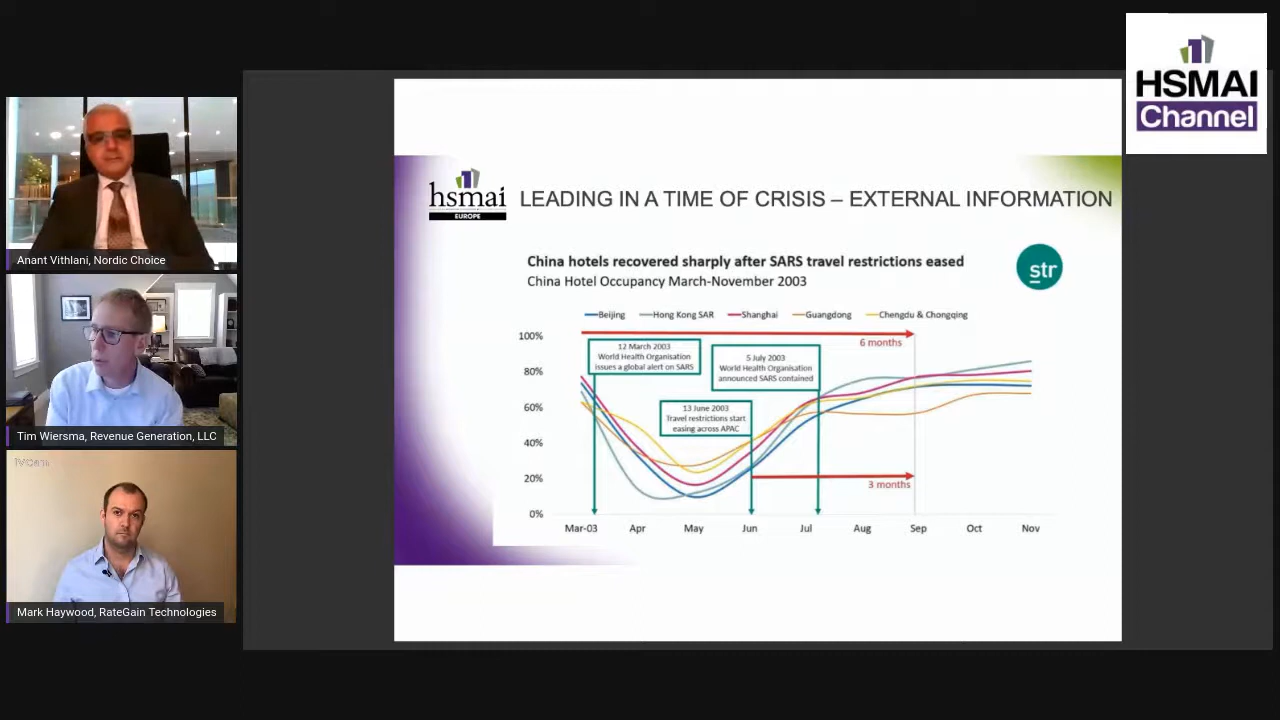 HSMAI
Channel
Anant Vithlani, Nordic Choice
Tim Wiersma, Revenue Generation, LLC
iVCam
Mark Haywood, RateGain Technologies
hsmai
EUROPE
LEADING IN A TIME OF CRISIS – EXTERNAL INFORMATION
China hotels recovered sharply after SARS travel restrictions eased
China Hotel Occupancy March-November 2003
str
Beijing Hong Kong SAR Shanghai Guangdong Chengdu & Chongqing
100%
80%
60%
40%
20%
0%
6 months
12 March 2003
World Health Organisation
issues a global alert on SARS
5 July 2003
World Health Organisation
announced SARS contained
13 June 2003
Travel restrictions start
easing across APAC
3 months
Mar-03 Apr May Jun Jul Aug Sep Oct Nov